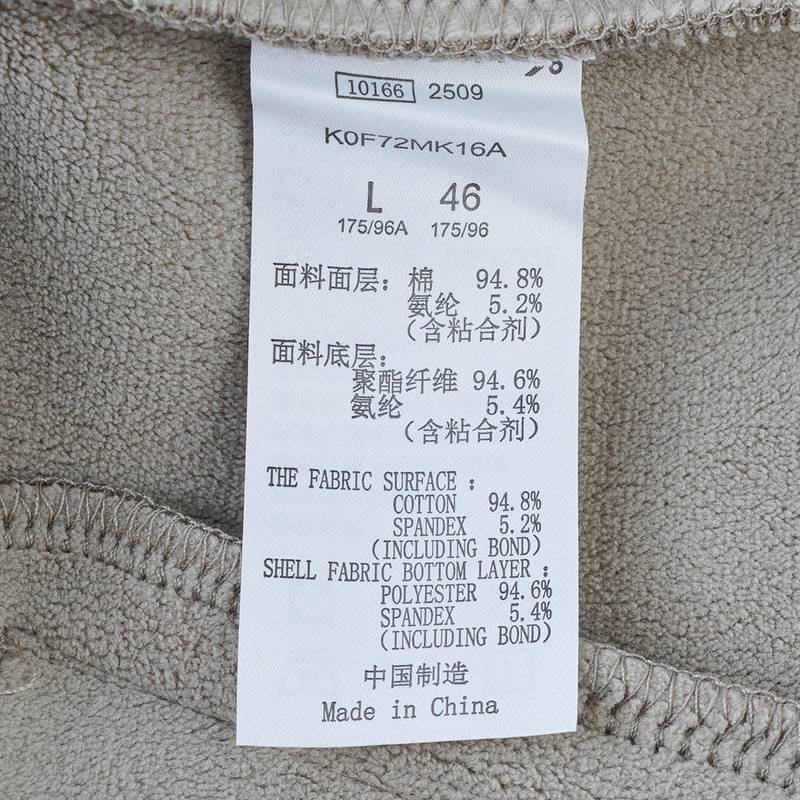 10166 2509
K0F72MK16A
L 46
175/96A 175/96
面料面层：棉 94.8%
氨纶 5.2%
（含粘合剂）
面料底层：
聚酯纤维 94.6%
氨纶 5.4%
（含粘合剂）
THE FABRIC SURFACE :
COTTON 94.8%
SPANDEX 5.2%
(INCLUDING BOND)
SHELL FABRIC BOTTOM LAYER :
POLYESTER 94.6%
SPANDEX 5.4%
(INCLUDING BOND)
中国制造
Made in China